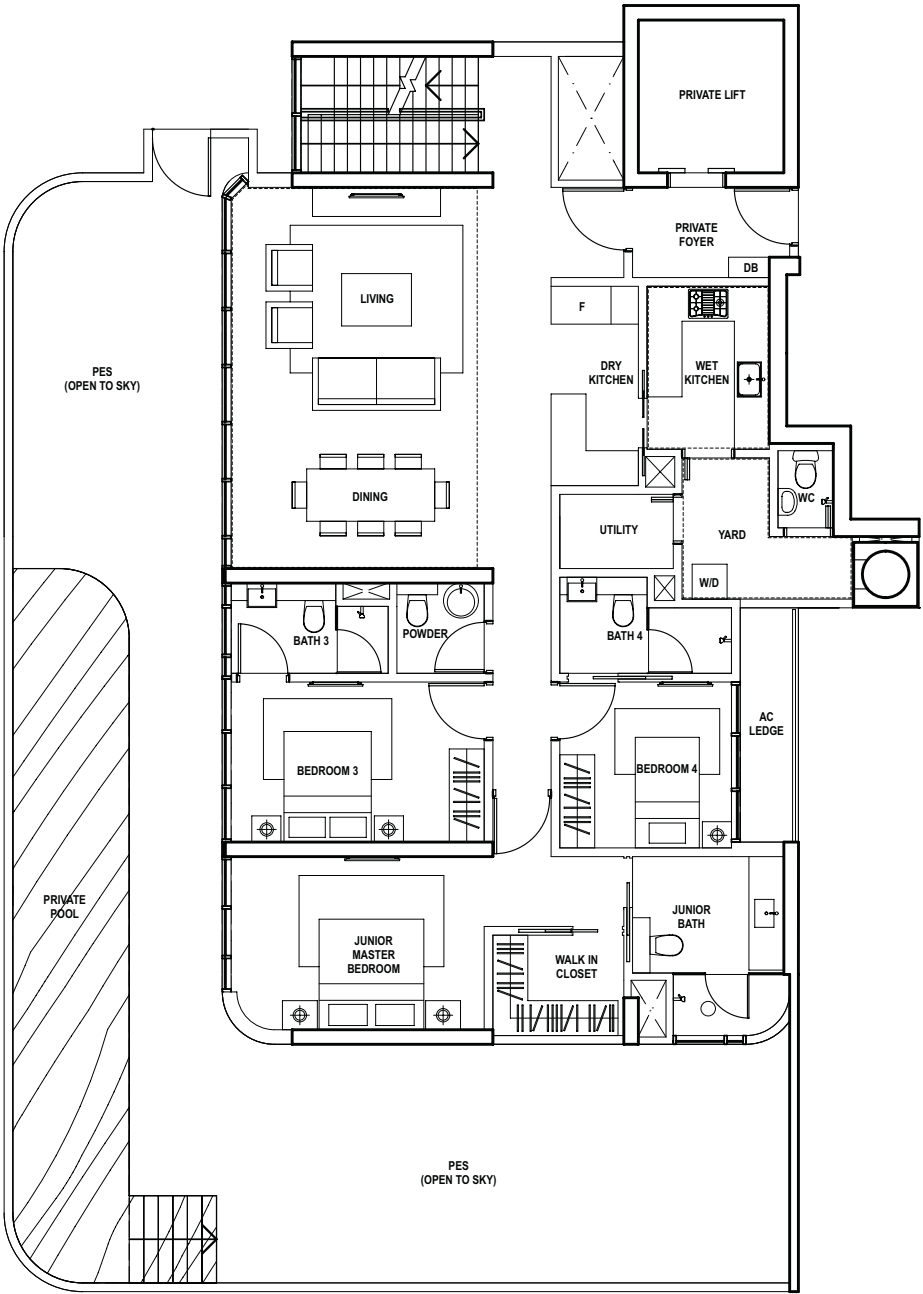 PRIVATE LIFT
PRIVATE
FOYER
DB
LIVING
F
DRY
KITCHEN
WET
KITCHEN
PES
(OPEN TO SKY)
DINING
WC
UTILITY
YARD
W/D
BATH 3
POWDER
BATH 4
AC
LEDGE
BEDROOM 3
BEDROOM 4
PRIVATE
POOL
JUNIOR
MASTER
BEDROOM
WALK IN
CLOSET
JUNIOR
BATH
PES
(OPEN TO SKY)